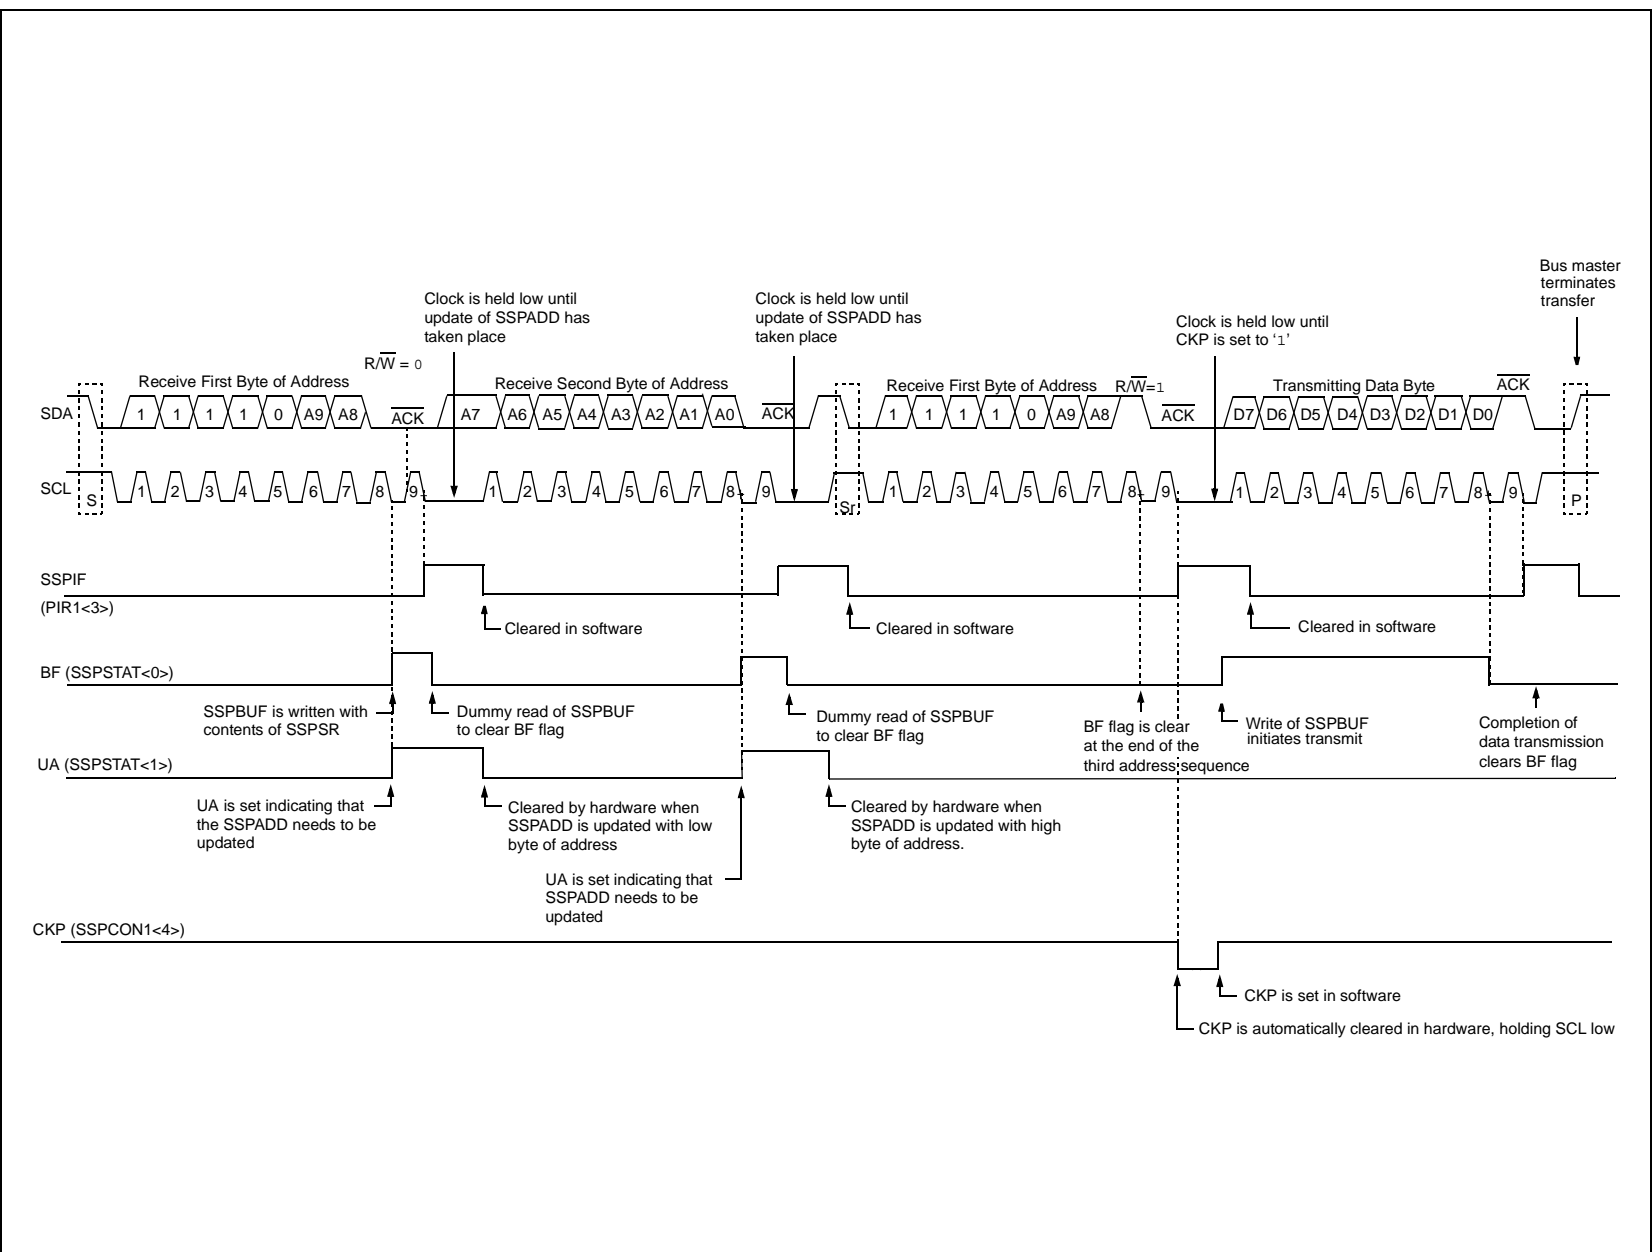 Bus master
terminates
transfer
Clock is held low until
update of SSPADD has
taken place
Clock is held low until
update of SSPADD has
taken place
Clock is held low until
CKP is set to ‘1’
R/W = 0
Receive First Byte of Address
Receive Second Byte of Address
Receive First Byte of Address
R/W=1
Transmitting Data Byte
ACK
SDA
1 1 1 1 0 A9 A8
ACK
A7 A6 A5 A4 A3 A2 A1 A0
ACK
1 1 1 1 0 A9 A8
ACK
D7 D6 D5 D4 D3 D2 D1 D0
SCL
S
1 2 3 4 5 6 7 8 9
1 2 3 4 5 6 7 8 9
Sr
1 2 3 4 5 6 7 8 9
1 2 3 4 5 6 7 8 9
P
SSPIF
(PIR1<3>)
Cleared in software
Cleared in software
Cleared in software
BF (SSPSTAT<0>)
SSPBUF is written with
contents of SSPSR
Dummy read of SSPBUF
to clear BF flag
Dummy read of SSPBUF
to clear BF flag
BF flag is clear
at the end of the
third address sequence
Write of SSPBUF
initiates transmit
Completion of
data transmission
clears BF flag
UA (SSPSTAT<1>)
UA is set indicating that
the SSPADD needs to be
updated
Cleared by hardware when
SSPADD is updated with low
byte of address
UA is set indicating that
SSPADD needs to be
updated
Cleared by hardware when
SSPADD is updated with high
byte of address.
CKP (SSPCON1<4>)
CKP is set in software
CKP is automatically cleared in hardware, holding SCL low